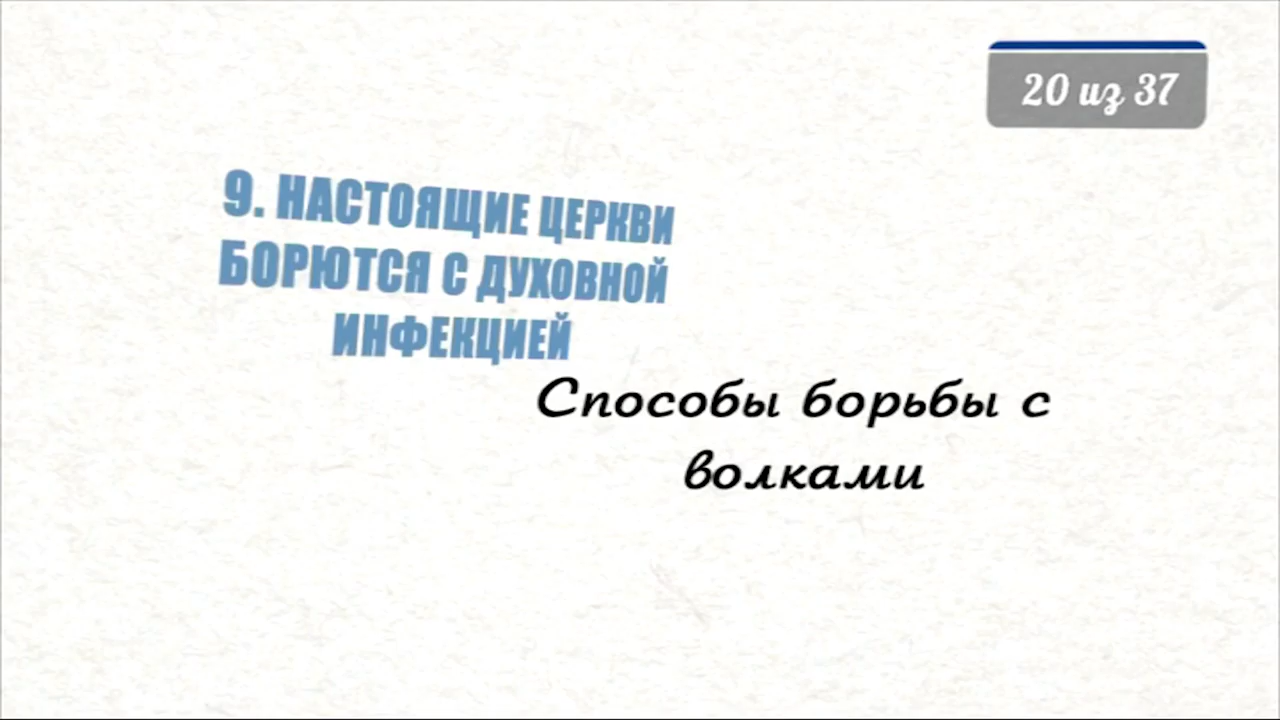 20 из 37
9. НАСТОЯЩИЕ ЦЕРКВИ
БОРЮТСЯ С ДУХОВНОЙ
ИНФЕКЦИЕЙ
Способы борьбы с
волками